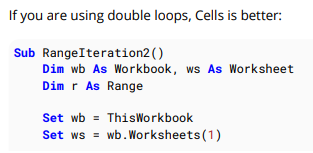 If you are using double loops, Cells is better:
Sub RangeIteration2()
Dim wb As Workbook, ws As Worksheet
Dim r As Range
Set wb = ThisWorkbook
Set ws = wb.Worksheets(1)